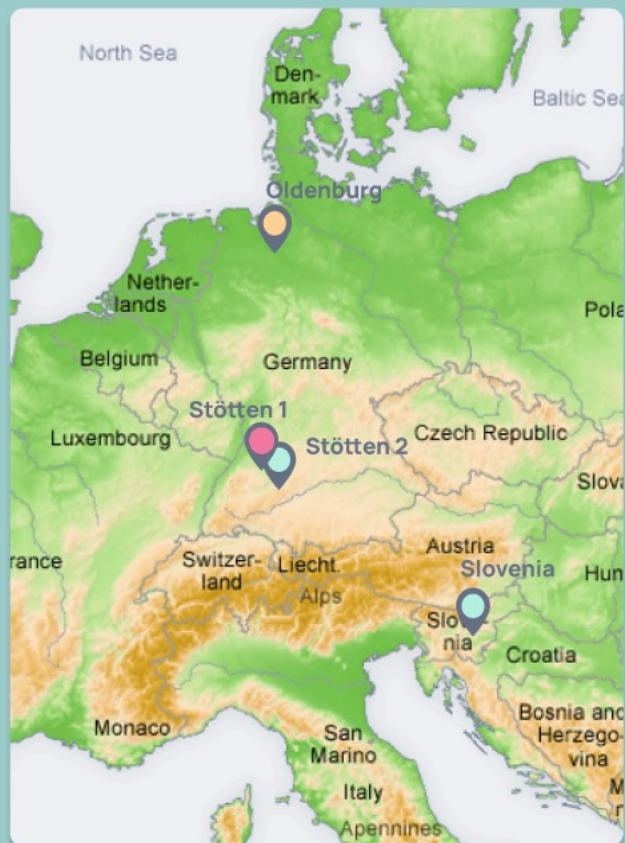 North Sea
Den-
mark
Baltic Sea
Oldenburg
Nether-
lands
Pola
Belgium
Germany
Stötten 1
Luxembourg
Stötten 2
Czech Republic
Slova
rance
Switzer-
land
Liecht.
Austria
Slovenia
Hun
Alps
Slo
nia
Croatia
Monaco
San
Marino
Bosnia and
Herzego-
vina
Italy
Apennines